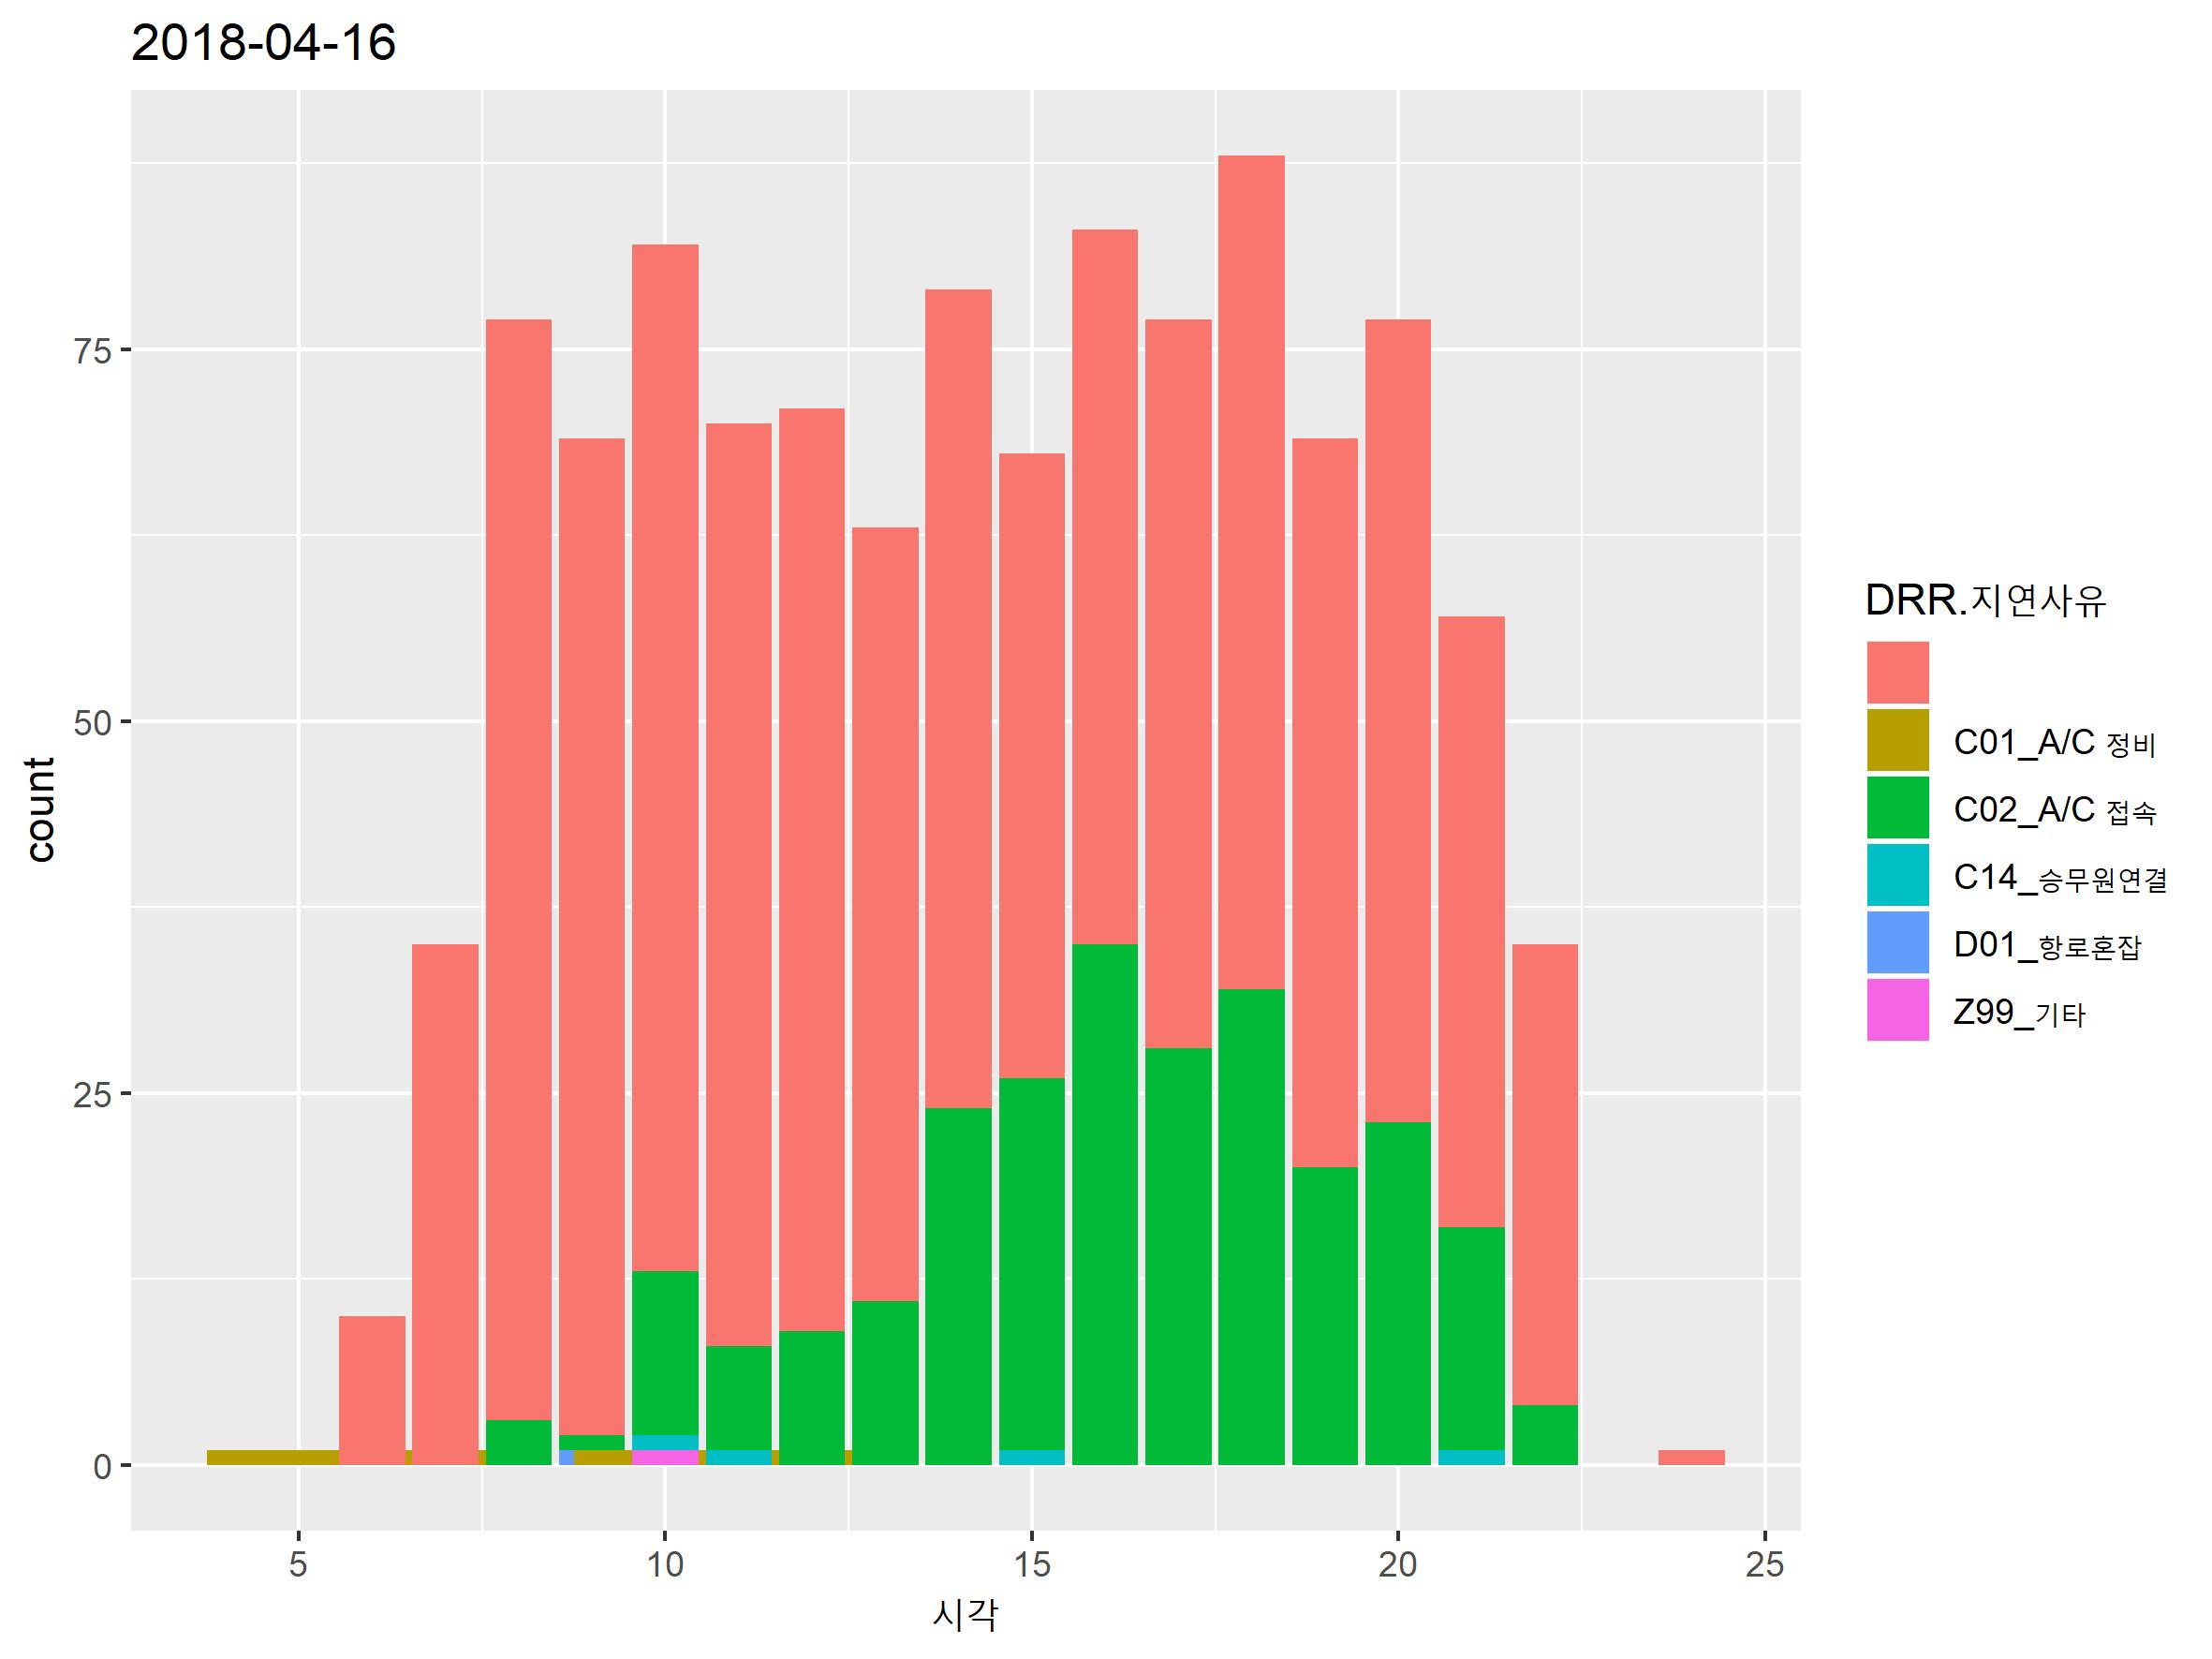 2018-04-16
count
75
50
25
0
5 10 15 20 25
시각
DRR.지연사유
C01_A/C 정비
C02_A/C 접속
C14_승무원연결
D01_항로혼잡
Z99_기타